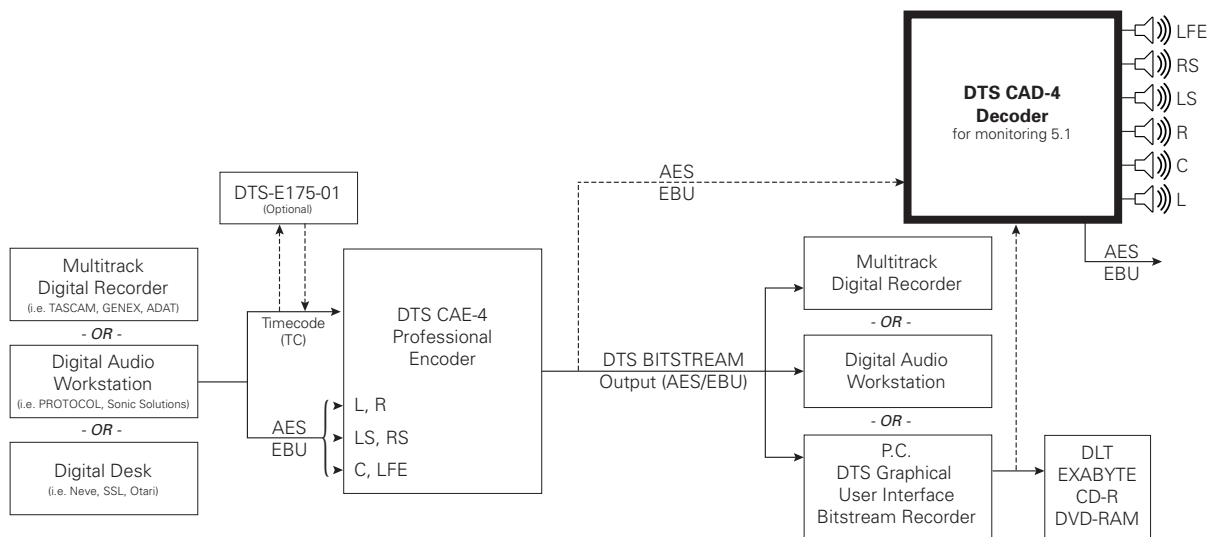 Multitrack
Digital Recorder
(i.e. TASCAM, GENEX, ADAT)
- OR -
Digital Audio
Workstation
(i.e. PROTOCOL, Sonic Solutions)
- OR -
Digital Desk
(i.e. Neve, SSL, Otari)
DTS-E175-01
(Optional)
Timecode
(TC)
AES
EBU
DTS CAE-4
Professional
Encoder
L, R
LS, RS
C, LFE
AES
EBU
DTS BITSTREAM
Output (AES/EBU)
DTS CAD-4
Decoder
for monitoring 5.1
LFE
RS
LS
R
C
L
AES
EBU
Multitrack
Digital Recorder
- OR -
Digital Audio
Workstation
- OR -
P.C.
DTS Graphical
User Interface
Bitstream Recorder
DLT
EXABYTE
CD-R
DVD-RAM